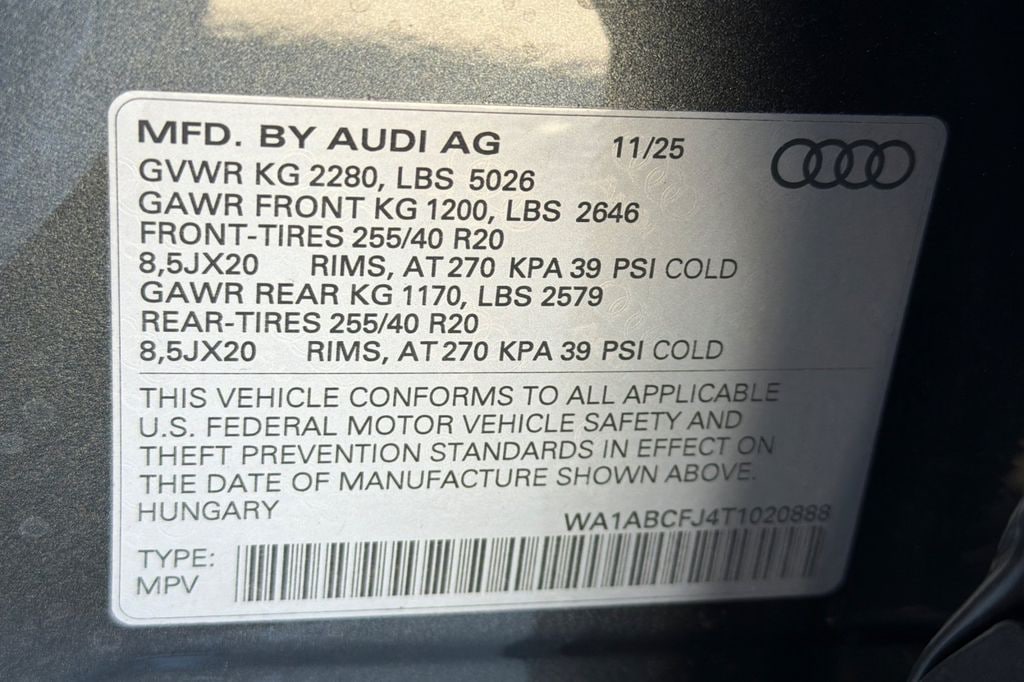 MFD. BY AUDI AG 11/25
GVWR KG 2280, LBS 5026
GAWR FRONT KG 1200, LBS 2646
FRONT-TIRES 255/40 R20
8,5JX20 RIMS, AT 270 KPA 39 PSI COLD
GAWR REAR KG 1170, LBS 2579
REAR-TIRES 255/40 R20
8,5JX20 RIMS, AT 270 KPA 39 PSI COLD
THIS VEHICLE CONFORMS TO ALL APPLICABLE
U.S. FEDERAL MOTOR VEHICLE SAFETY AND
THEFT PREVENTION STANDARDS IN EFFECT ON
THE DATE OF MANUFACTURE SHOWN ABOVE.
HUNGARY
WA1ABCFJ4T1020888
TYPE:
MPV